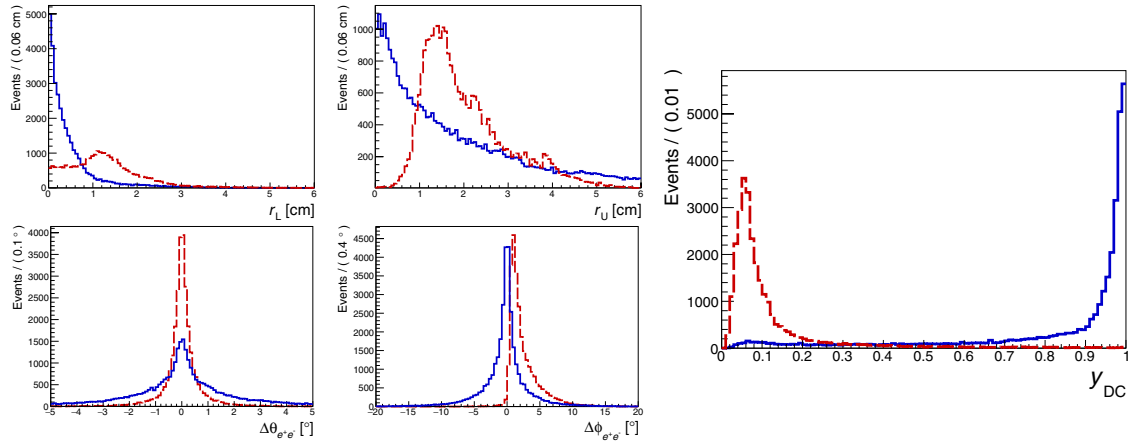 Events / ( 0.06 cm)
5000
4000
3000
2000
1000
0
0 1 2 3 4 5 6
r_L [cm]
Events / ( 0.06 cm)
1000
800
600
400
200
0 1 2 3 4 5 6
r_U [cm]
Events / ( 0.1 °)
4000
3500
3000
2500
2000
1500
1000
500
0
−5 −4 −3 −2 −1 0 1 2 3 4 5
Δθ_e⁺e⁻ [°]
Events / ( 0.4 °)
4500
4000
3500
3000
2500
2000
1500
1000
500
0
−20 −15 −10 −5 0 5 10 15 20
Δϕ_e⁺e⁻ [°]
Events / ( 0.01 )
5000
4000
3000
2000
1000
0
0 0.1 0.2 0.3 0.4 0.5 0.6 0.7 0.8 0.9 1
y_DC